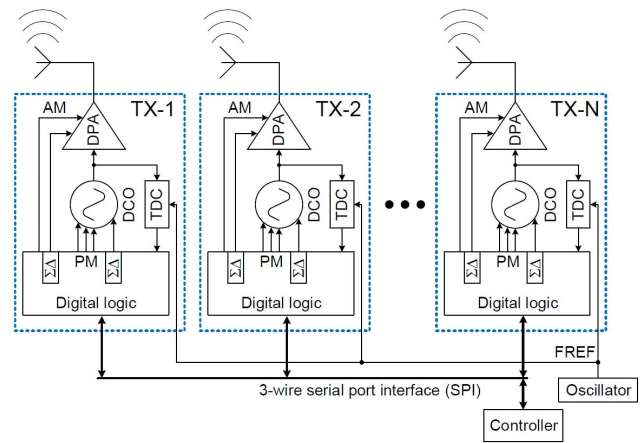 AM
TX-1
DPA
DCO
TDC
PM
ΣΔ
ΣΔ
Digital logic
AM
TX-2
DPA
DCO
TDC
PM
ΣΔ
ΣΔ
Digital logic
AM
TX-N
DPA
DCO
TDC
PM
ΣΔ
ΣΔ
Digital logic
FREF
3-wire serial port interface (SPI)
Oscillator
Controller